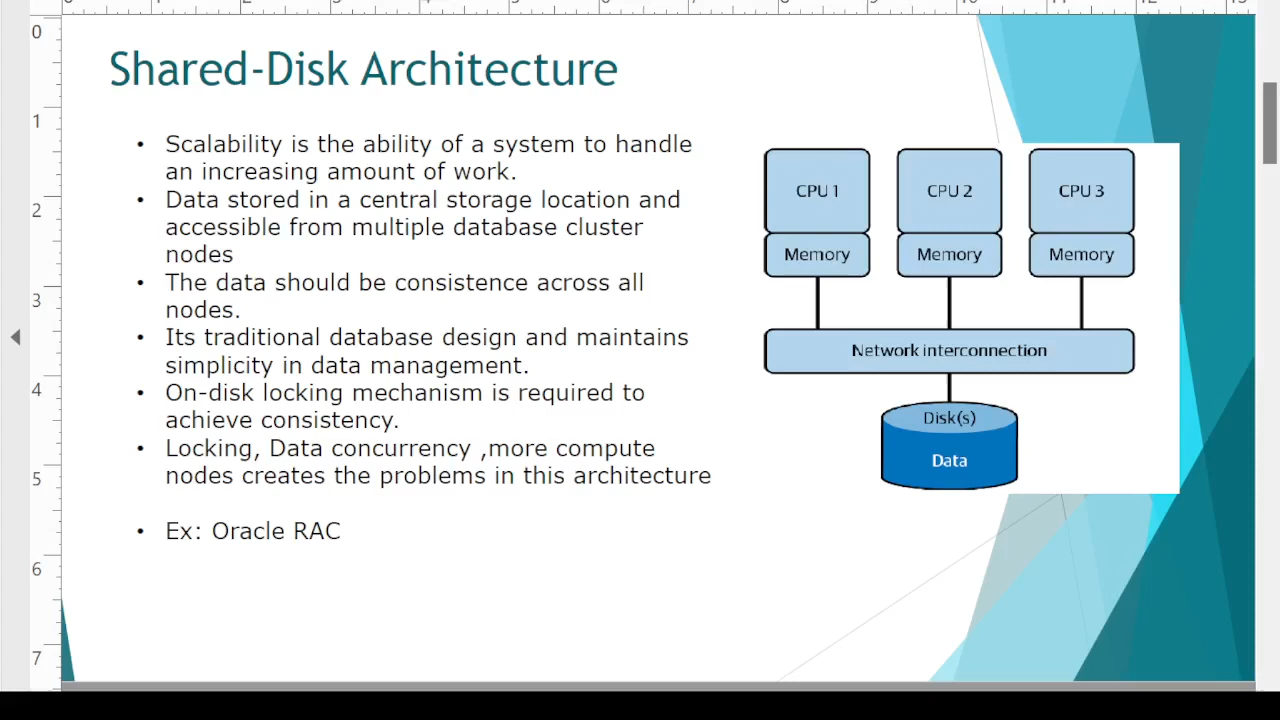 Shared-Disk Architecture
• Scalability is the ability of a system to handle
an increasing amount of work.
• Data stored in a central storage location and
accessible from multiple database cluster
nodes
• The data should be consistence across all
nodes.
• Its traditional database design and maintains
simplicity in data management.
• On-disk locking mechanism is required to
achieve consistency.
• Locking, Data concurrency ,more compute
nodes creates the problems in this architecture
• Ex: Oracle RAC
CPU 1
CPU 2
CPU 3
Memory
Memory
Memory
Network interconnection
Disk(s)
Data
0
1
2
3
4
5
6
7